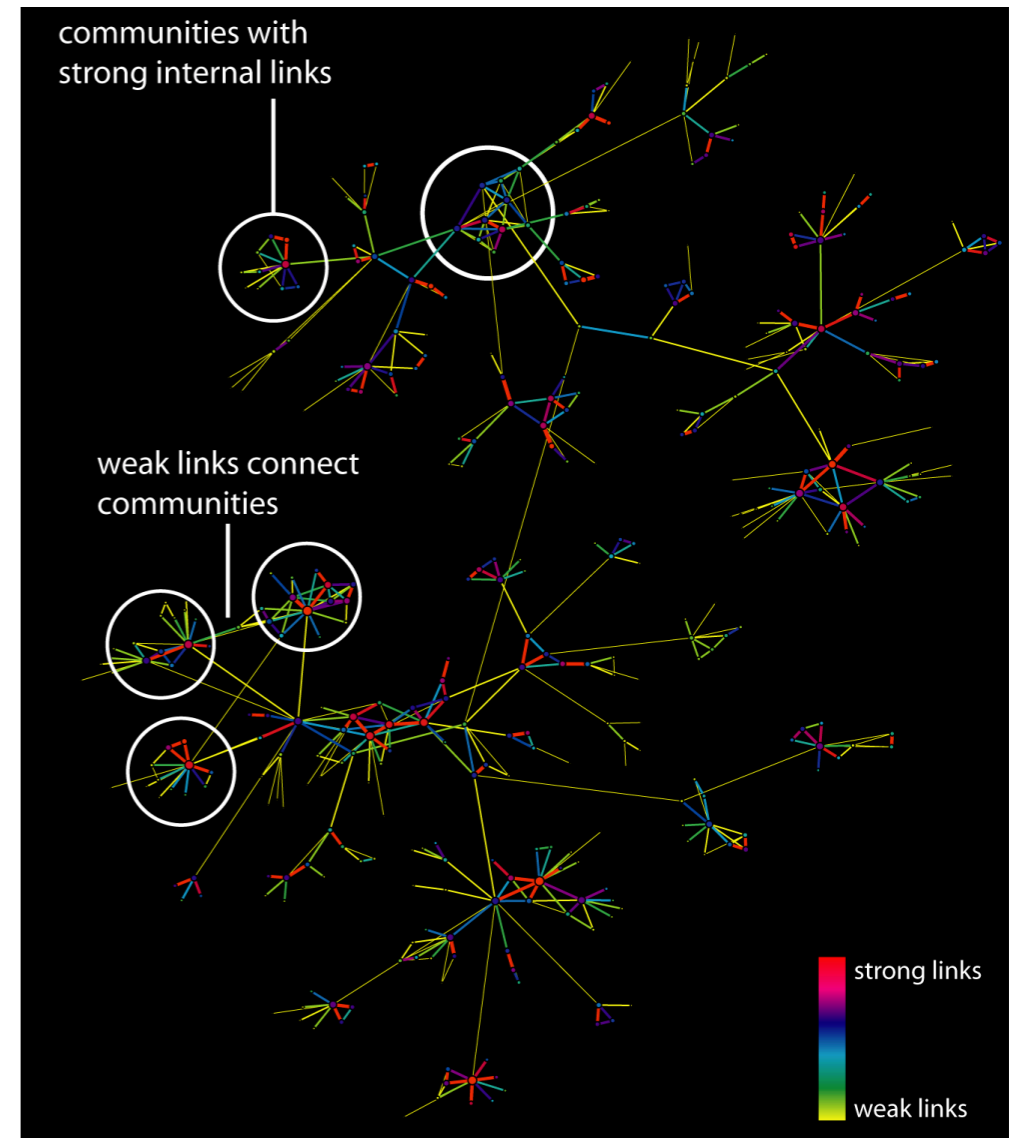 communities with
strong internal links
weak links connect
communities
strong links
weak links